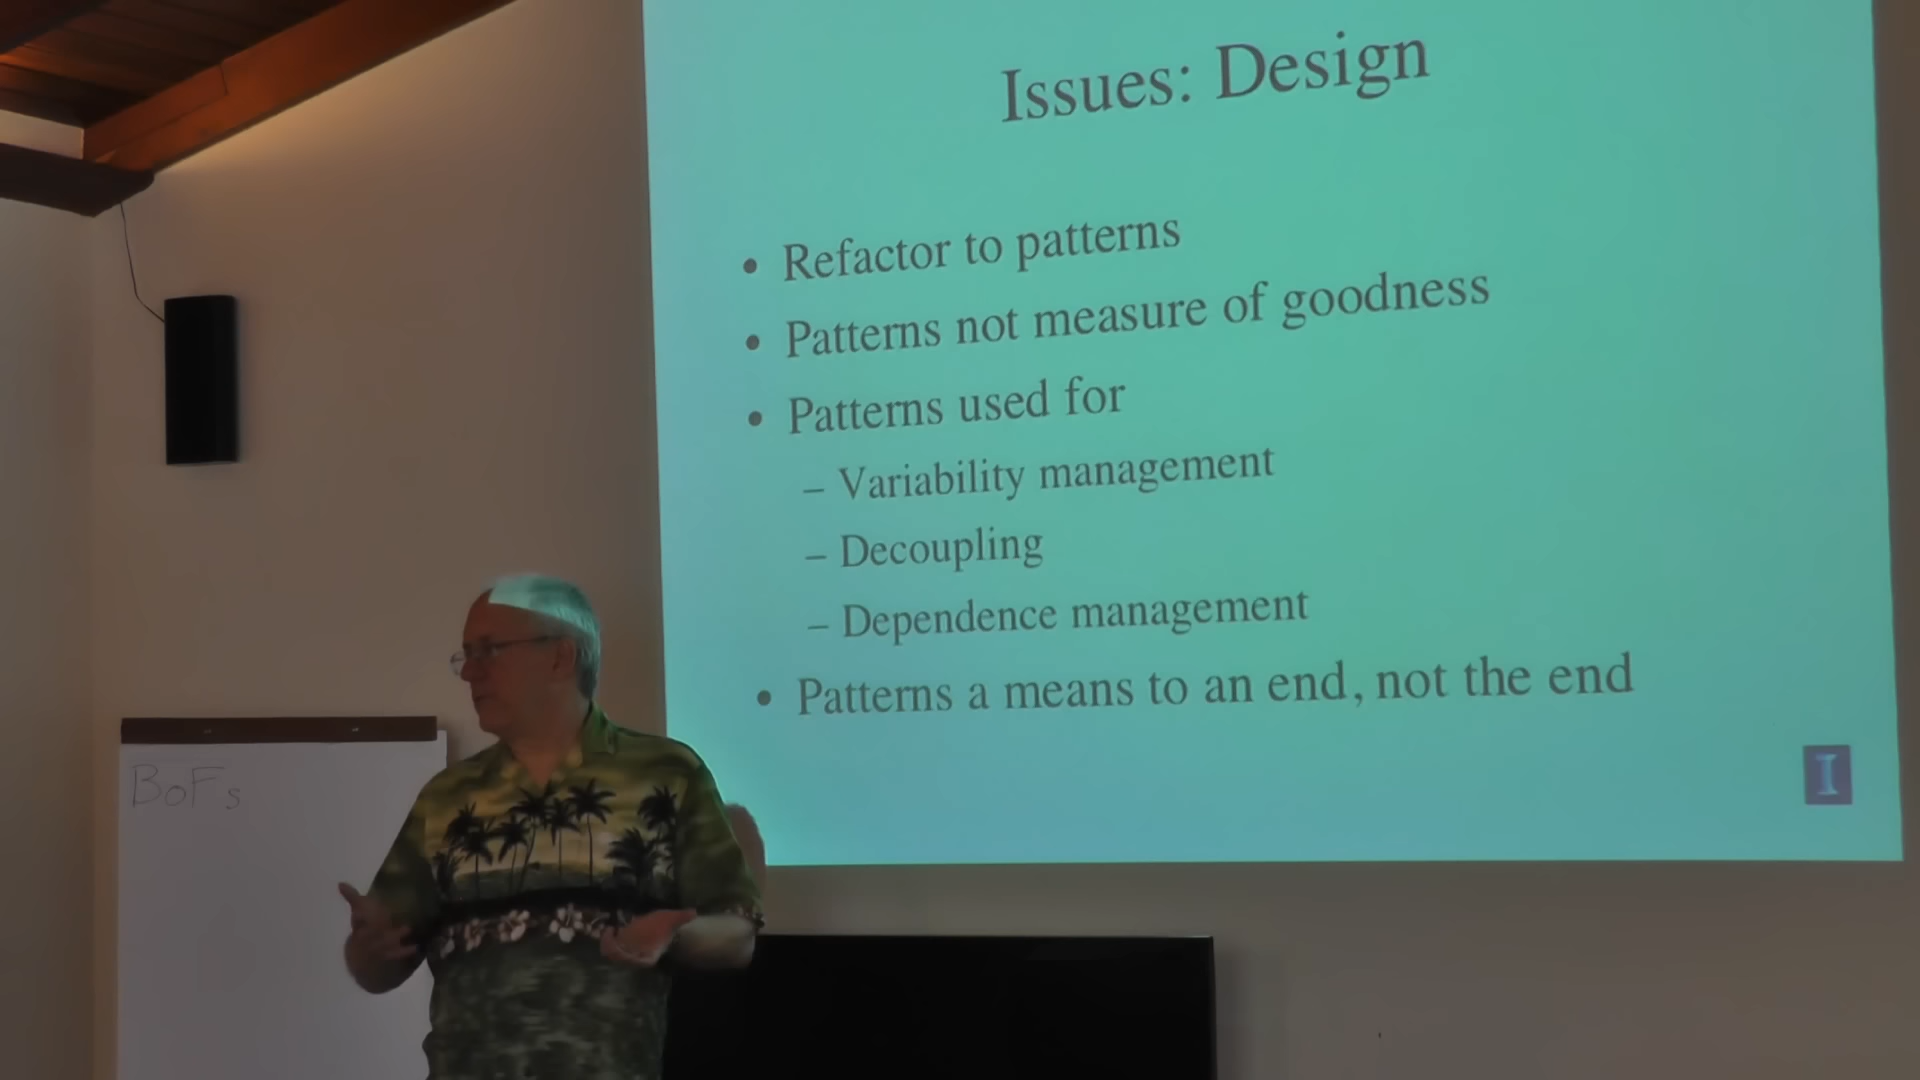 Issues: Design
• Refactor to patterns
• Patterns not measure of goodness
• Patterns used for
– Variability management
– Decoupling
– Dependence management
• Patterns a means to an end, not the end
I
BoFs